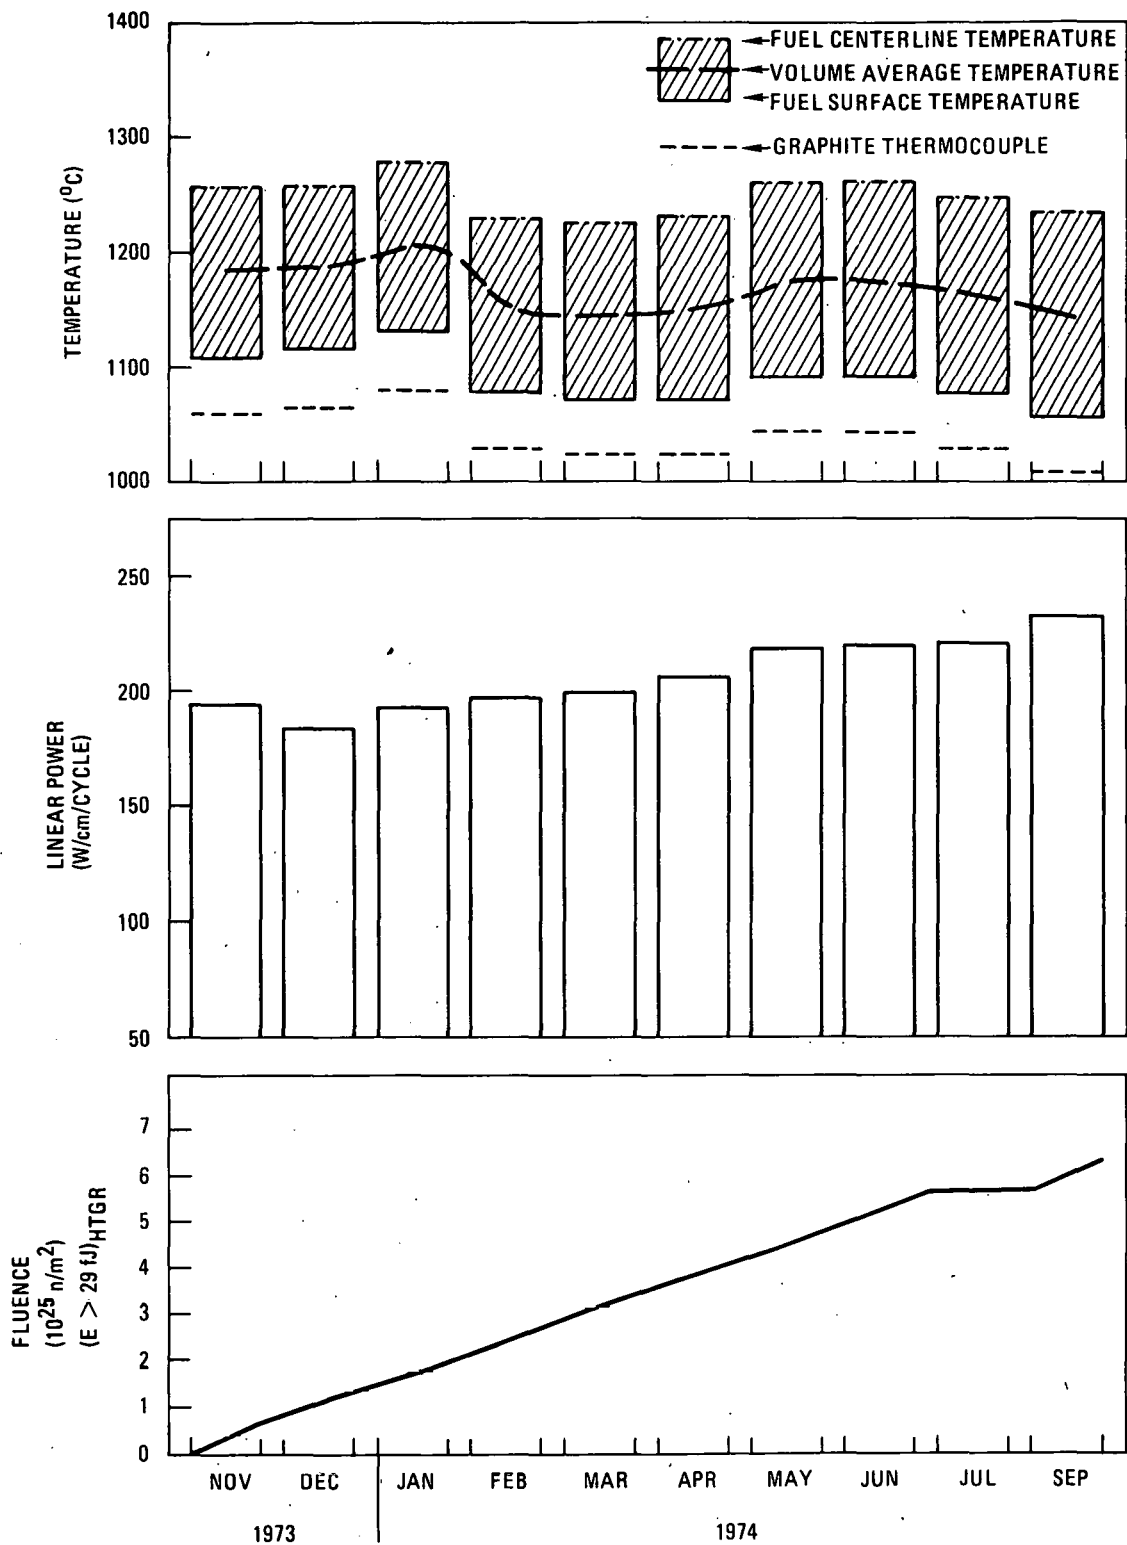 1400
1300
1200
1100
1000
TEMPERATURE (ºC)
FUEL CENTERLINE TEMPERATURE
VOLUME AVERAGE TEMPERATURE
FUEL SURFACE TEMPERATURE
GRAPHITE THERMOCOUPLE
250
200
150
100
50
LINEAR POWER
(W/cm/CYCLE)
7
6
5
4
3
2
1
0
FLUENCE
(10²⁵ n/m²)
(E > 29 fJ)HTGR
NOV DEC JAN FEB MAR APR MAY JUN JUL SEP
1973 1974